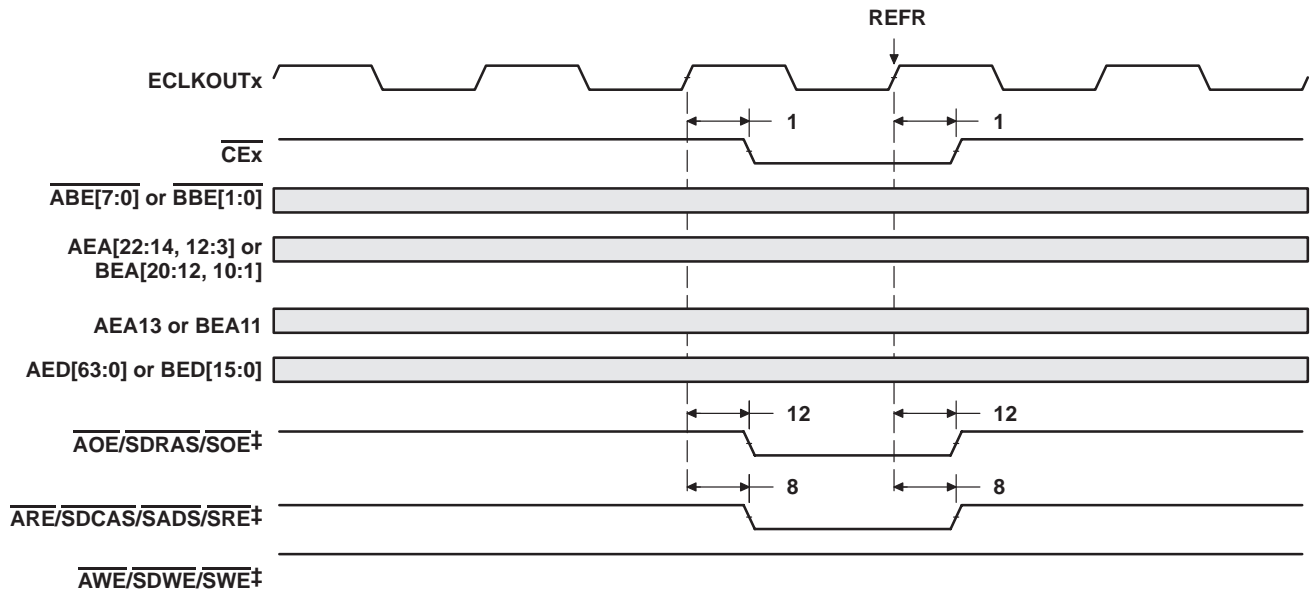 REFR
ECLKOUTx
1 1
CEx
ABE[7:0] or BBE[1:0]
AEA[22:14, 12:3] or
BEA[20:12, 10:1]
AEA13 or BEA11
AED[63:0] or BED[15:0]
12 12
AOE/SDRAS/SOE‡
8 8
ARE/SDCAS/SADS/SRE‡
AWE/SDWE/SWE‡